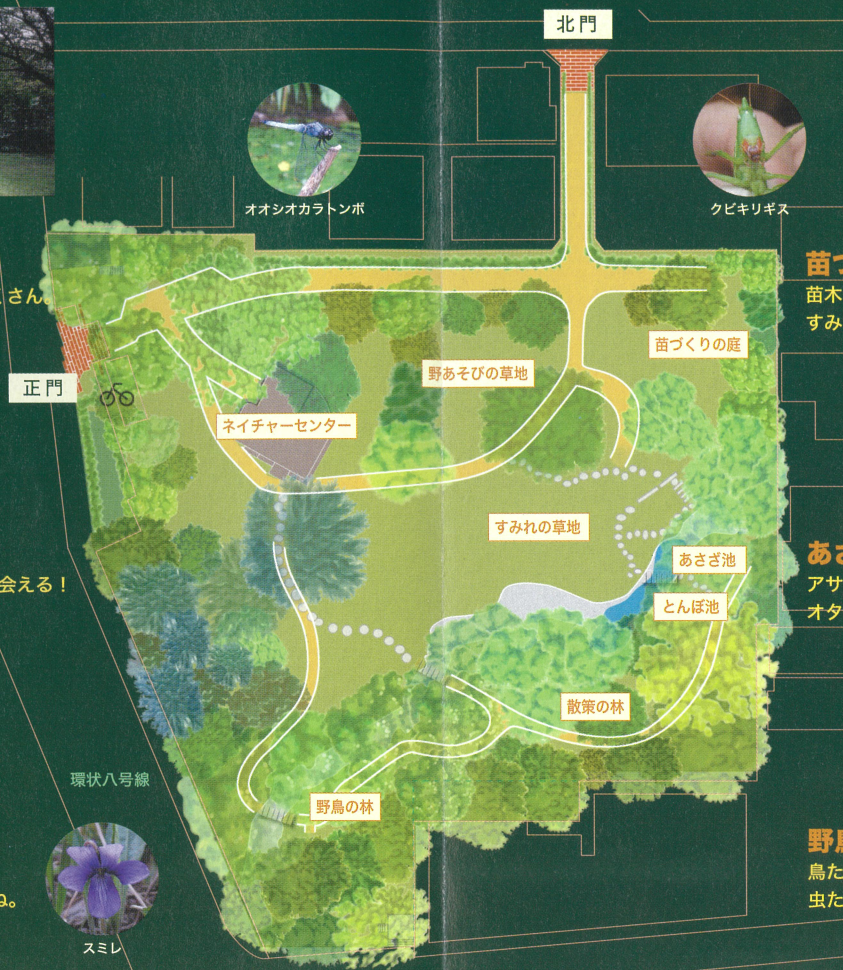 北門
オオシオカラトンボ
クビキリギス
苗づ
苗木
すみ
さん。
正門
苗づくりの庭
野あそびの草地
ネイチャーセンター
すみれの草地
あさざ池
とんぼ池
あさ
アサ
オタ
会える！
散策の林
環状八号線
野鳥の林
スミレ
野鳥
鳥た
虫た
ね。